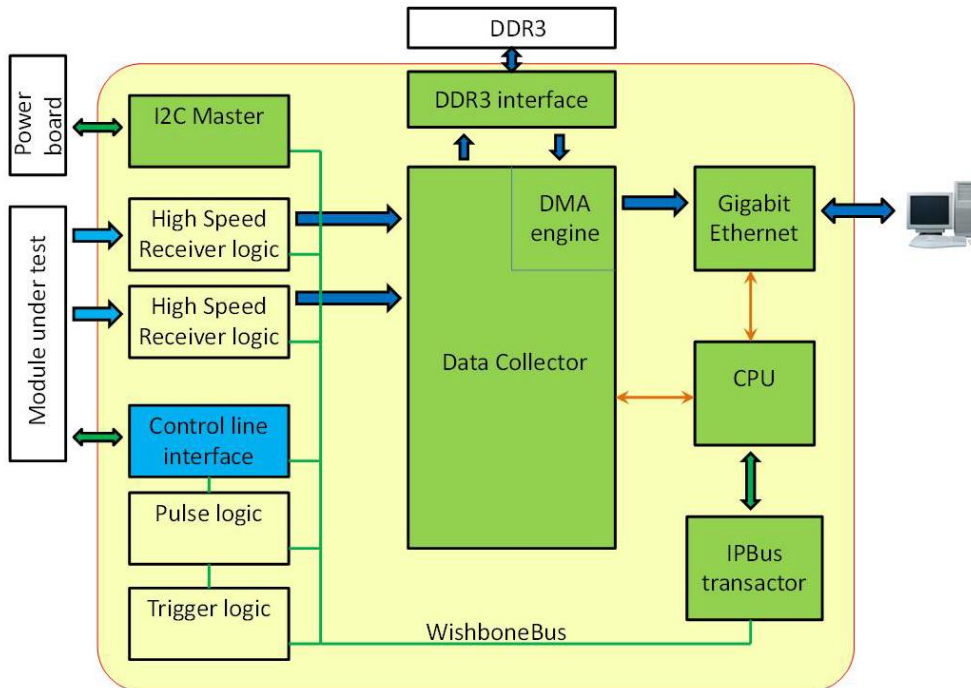 DDR3
DDR3 interface
Power
board
I2C Master
Module under test
High Speed
Receiver logic
High Speed
Receiver logic
DMA
engine
Data Collector
Gigabit
Ethernet
CPU
Control line
interface
Pulse logic
Trigger logic
IPBus
transactor
WishboneBus